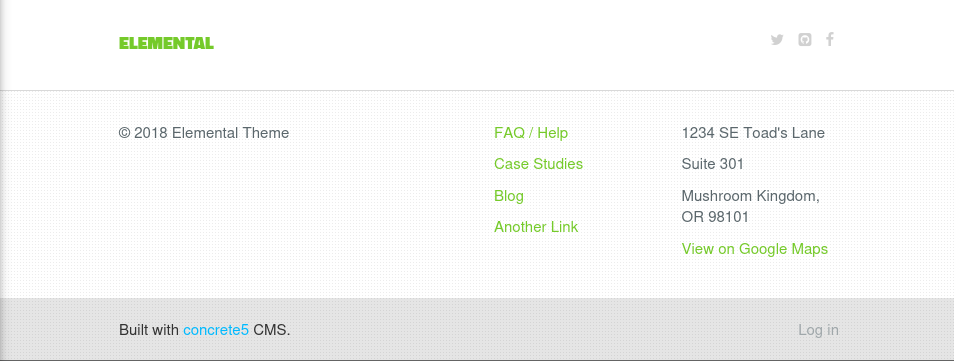 ELEMENTAL
© 2018 Elemental Theme
FAQ / Help
Case Studies
Blog
Another Link
1234 SE Toad's Lane
Suite 301
Mushroom Kingdom,
OR 98101
View on Google Maps
Built with concrete5 CMS.
Log in